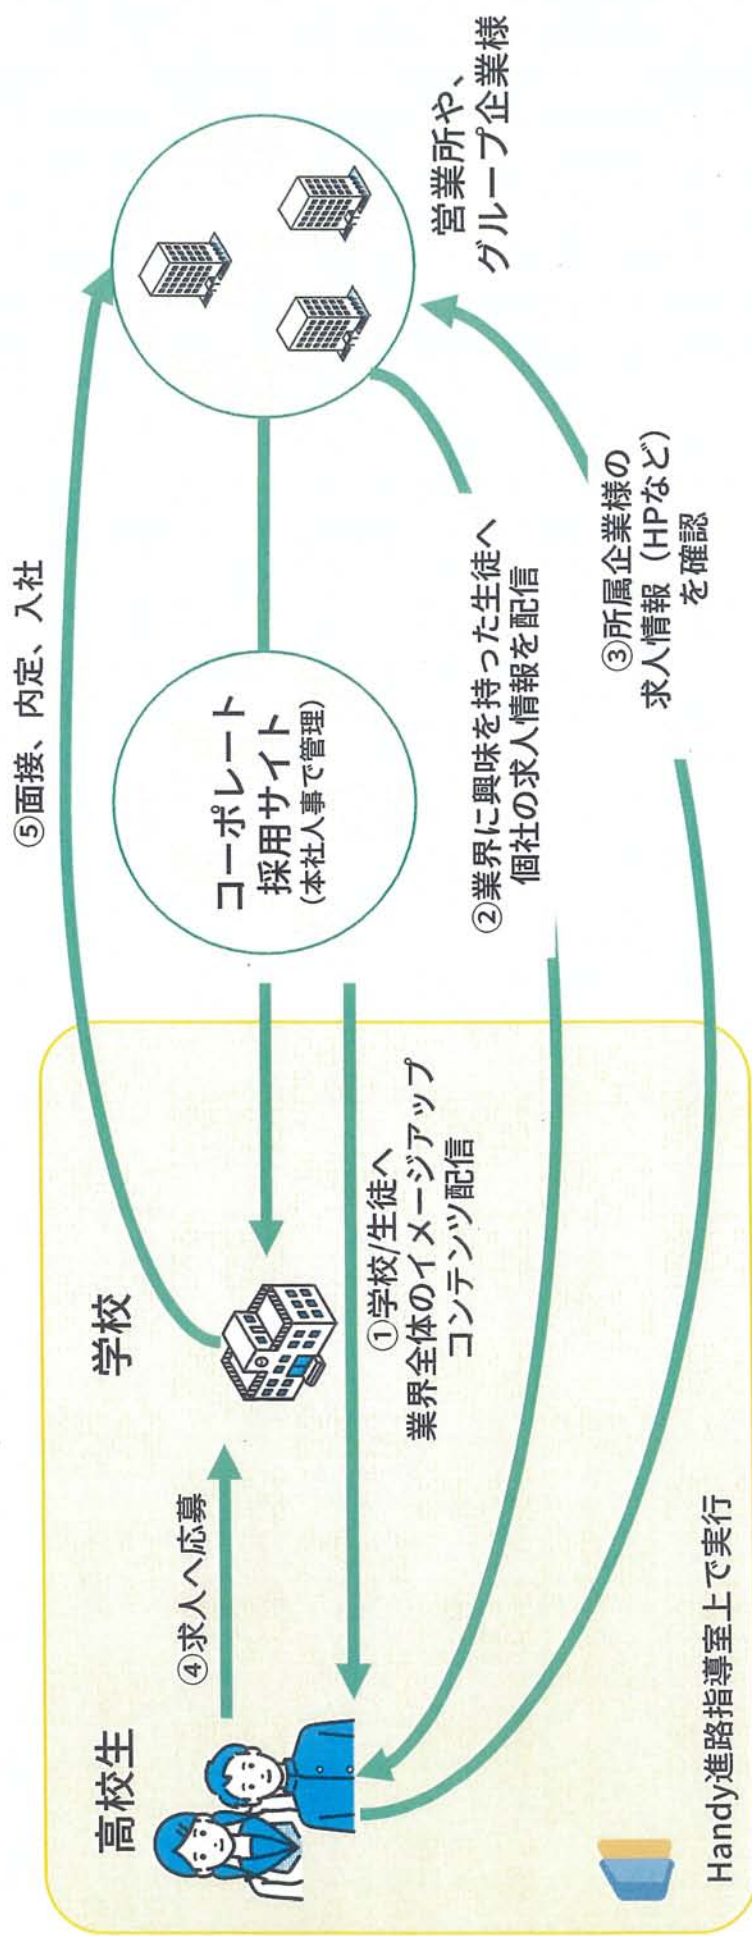 ⑤面接、内定、入社
高校生
学校
④求人へ応募
コーポレート
採用サイト
(本社人事で管理)
営業所や、
グループ企業様
①学校/生徒へ
業界全体のイメージアップ
コンテンツ配信
②業界に興味を持った生徒へ
個社の求人情報を配信
③所属企業様の
求人情報（HPなど）
を確認
Handy進路指導室上で実行